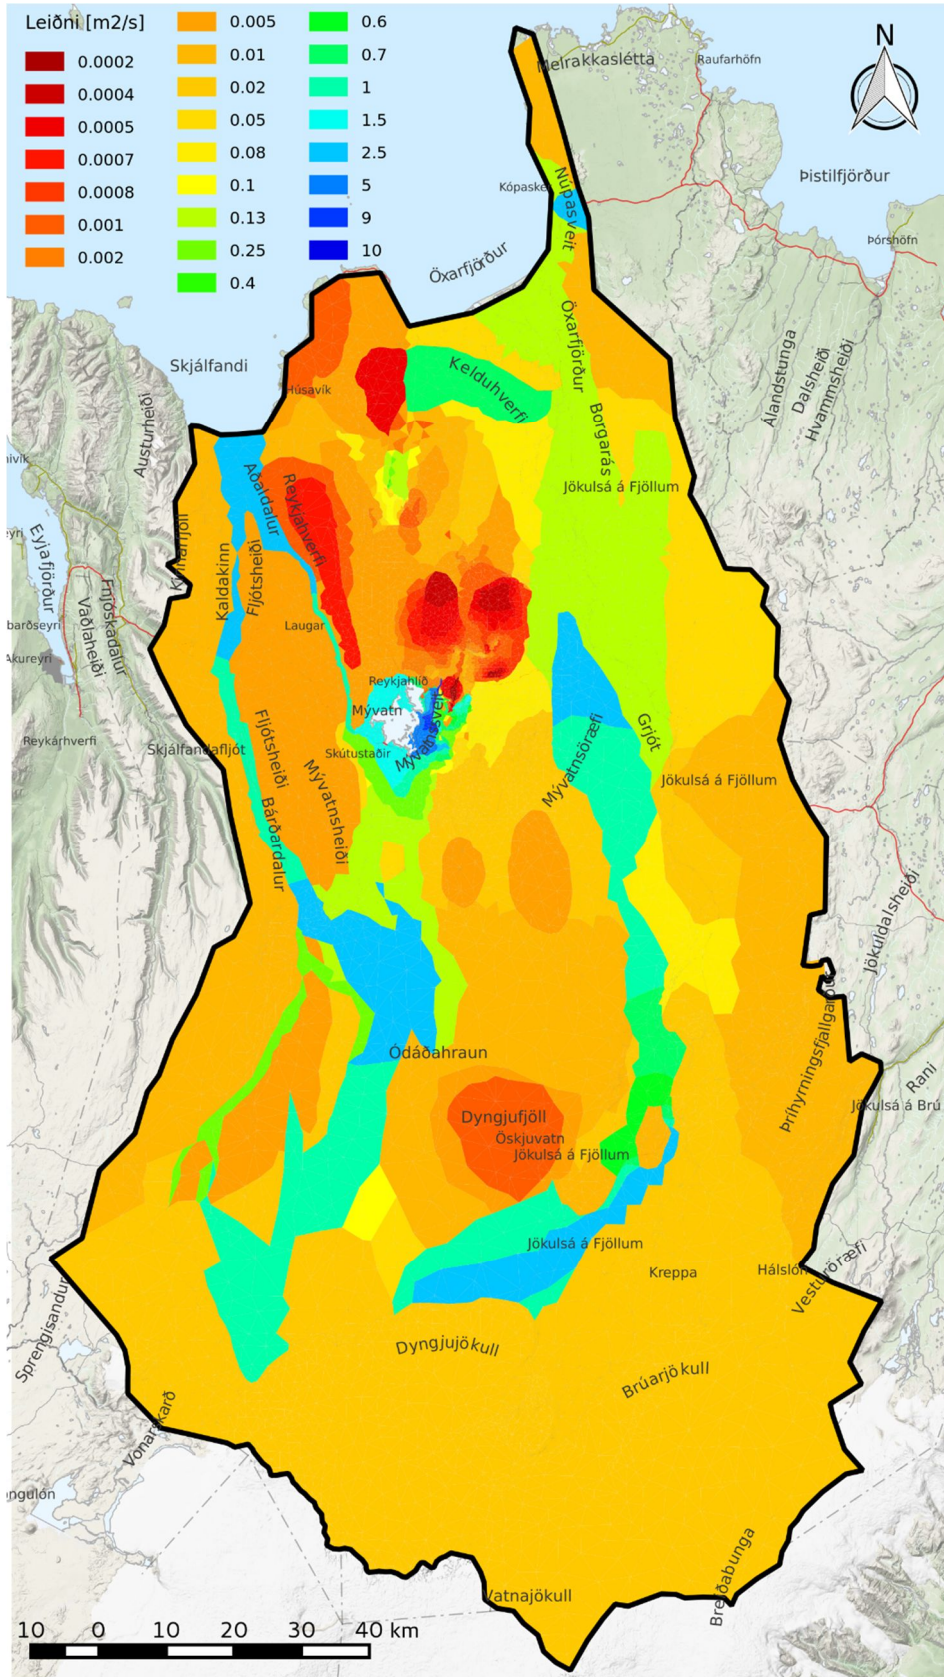 Leiðni [m2/s]
0.0002
0.0004
0.0005
0.0007
0.0008
0.001
0.002
0.005
0.01
0.02
0.05
0.08
0.1
0.13
0.25
0.4
0.6
0.7
1
1.5
2.5
5
9
10
N
Melrakkaslétta
Raufarhöfn
Þistilfjörður
Kópasker
Núpasveit
Þórshöfn
Öxarfjörður
Öxarfjörður
Skjálfandi
Húsavík
Kelduhverfi
Álandstunga
Dalsheiði
Hvammsheiði
Austurheiði
Borgarás
Jökulsá á Fjöllum
Aðaldalur
Reykjahverfi
Kinnarfjöll
Kaldakinn
Fljótsheiði
Eyjafjörður
Fnjóskadalur
Vaðlaheiði
barðseyri
Akureyri
Laugar
Reykjahlíð
Mývatn
Mývatnssveit
Skútustaðir
Reykárhverfi
Skjálfandafljót
Fljótsheiði
Mývatnsheiði
Bárðardalur
Mývatnsöræfi
Grjót
Jökulsá á Fjöllum
Jökuldalsheiði
Ódáðahraun
Þríhyrningsfjallgarður
Rani
Jökulsá á Brú
Dyngjufjöll
Öskjuvatn
Jökulsá á Fjöllum
Jökulsá á Fjöllum
Kreppa
Hálslón
Vesturöræfi
Sprengisandur
Dyngjujökull
Brúarjökull
Vonarskarð
ngulón
Breiðabunga
Vatnajökull
10 0 10 20 30 40 km